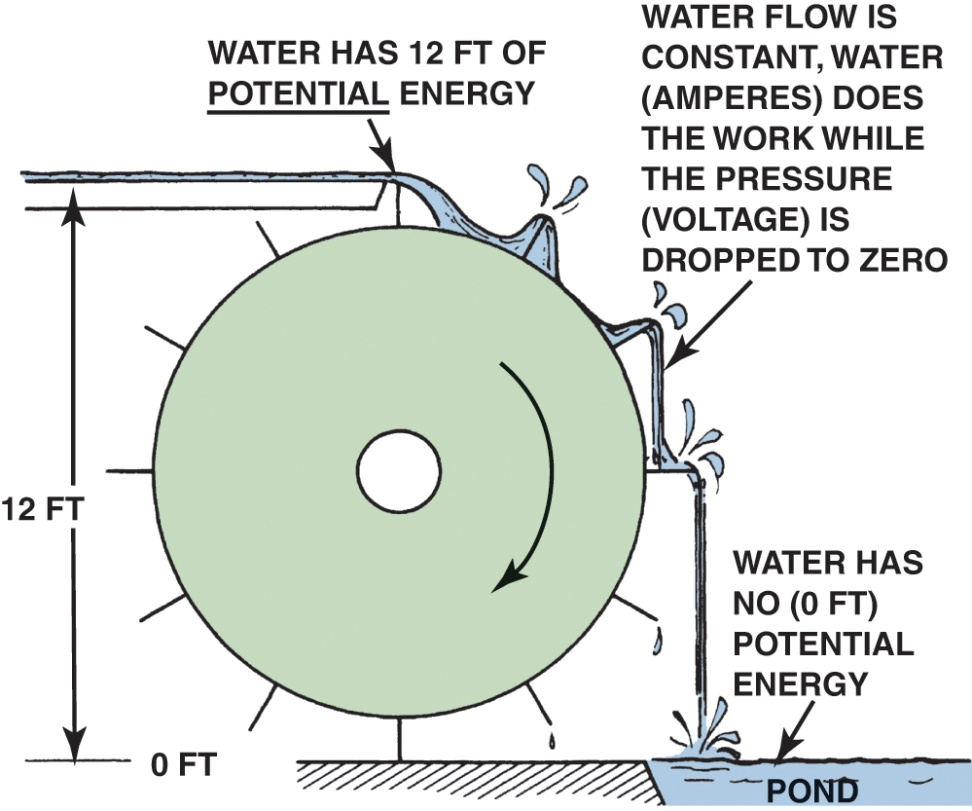 WATER HAS 12 FT OF
POTENTIAL ENERGY
WATER FLOW IS
CONSTANT, WATER
(AMPERES) DOES
THE WORK WHILE
THE PRESSURE
(VOLTAGE) IS
DROPPED TO ZERO
12 FT
WATER HAS
NO (0 FT)
POTENTIAL
ENERGY
0 FT
POND